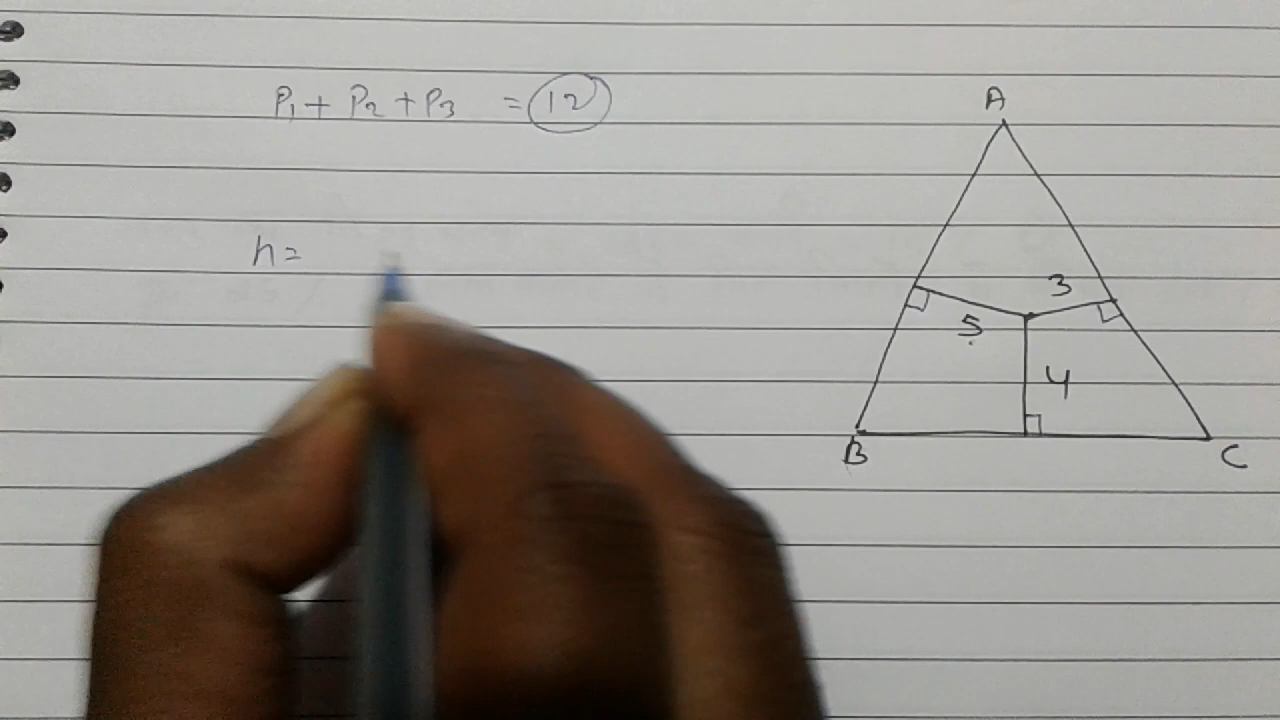 P₁ + P₂ + P₃ = 12
A
h =
3
5
4
B
C